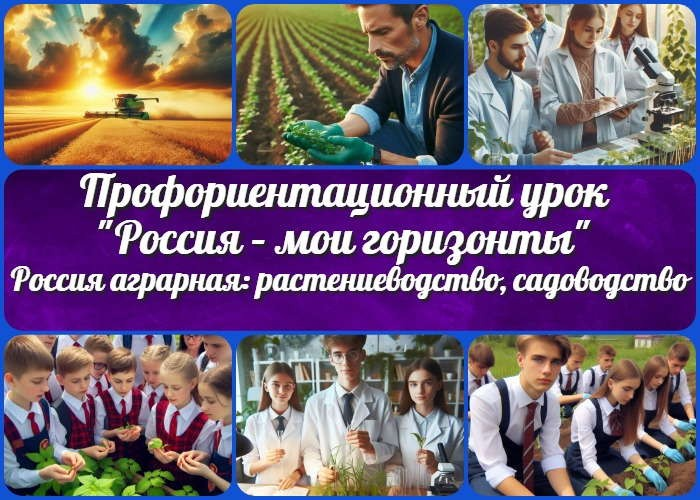 Профориентационный урок
"Россия – мои горизонты"
Россия аграрная: растениеводство, садоводство